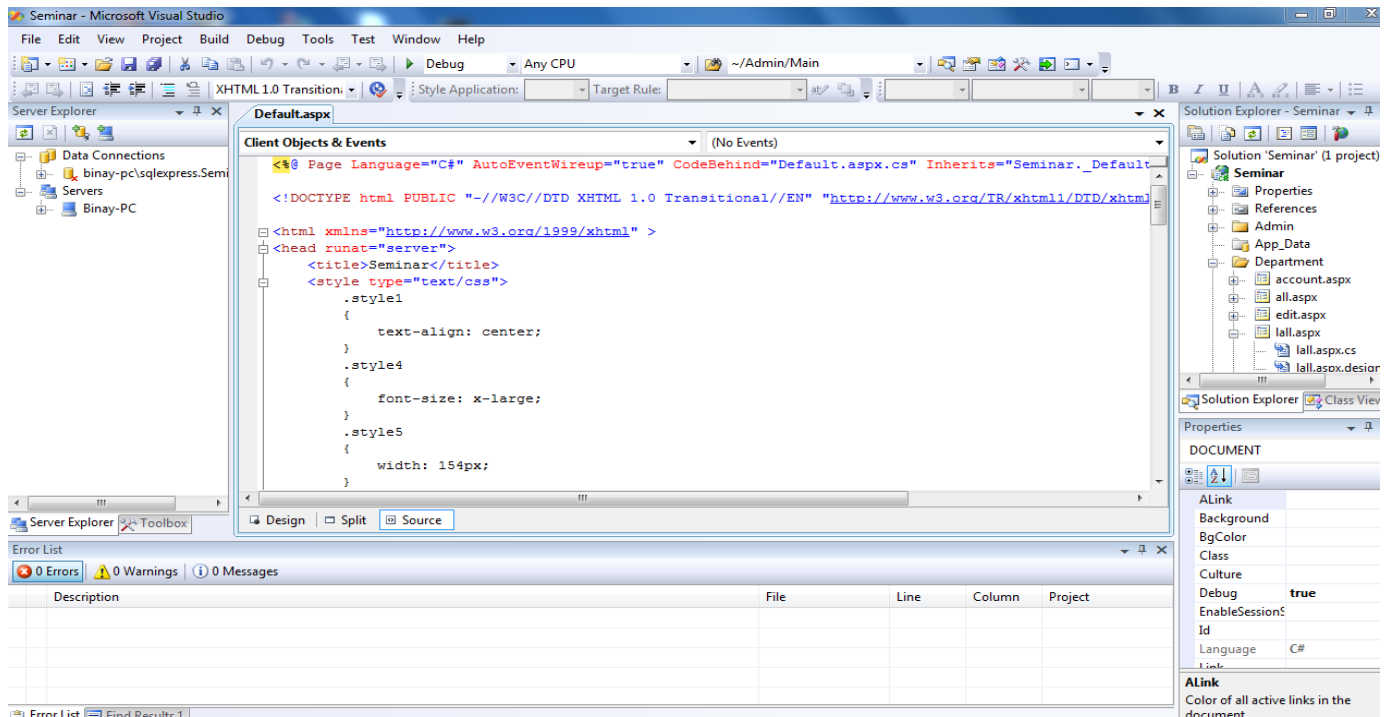 Seminar - Microsoft Visual Studio
File Edit View Project Build Debug Tools Test Window Help
Debug Any CPU ~/Admin/Main
XHTML 1.0 Transition Style Application: Target Rule: B I U A
Server Explorer
Data Connections
binay-pc\sqlexpress.Semi
Servers
Binay-PC
Server Explorer Toolbox
Default.aspx
Client Objects & Events (No Events)
<%@ Page Language="C#" AutoEventWireup="true" CodeBehind="Default.aspx.cs" Inherits="Seminar._Default
<!DOCTYPE html PUBLIC "-//W3C//DTD XHTML 1.0 Transitional//EN" "http://www.w3.org/TR/xhtml1/DTD/xhtml
<html xmlns="http://www.w3.org/1999/xhtml" >
<head runat="server">
<title>Seminar</title>
<style type="text/css">
.style1
{
text-align: center;
}
.style4
{
font-size: x-large;
}
.style5
{
width: 154px;
}
Design Split Source
Solution Explorer - Seminar
Solution 'Seminar' (1 project)
Seminar
Properties
References
Admin
App_Data
Department
account.aspx
all.aspx
edit.aspx
lall.aspx
lall.aspx.cs
lall.aspx.design
Solution Explorer Class View
Properties
DOCUMENT
ALink
Background
BgColor
Class
Culture
Debug true
EnableSessionS
Id
Language C#
Link
ALink
Color of all active links in the
document
Error List
0 Errors 0 Warnings 0 Messages
Description File Line Column Project
Error List Find Results 1